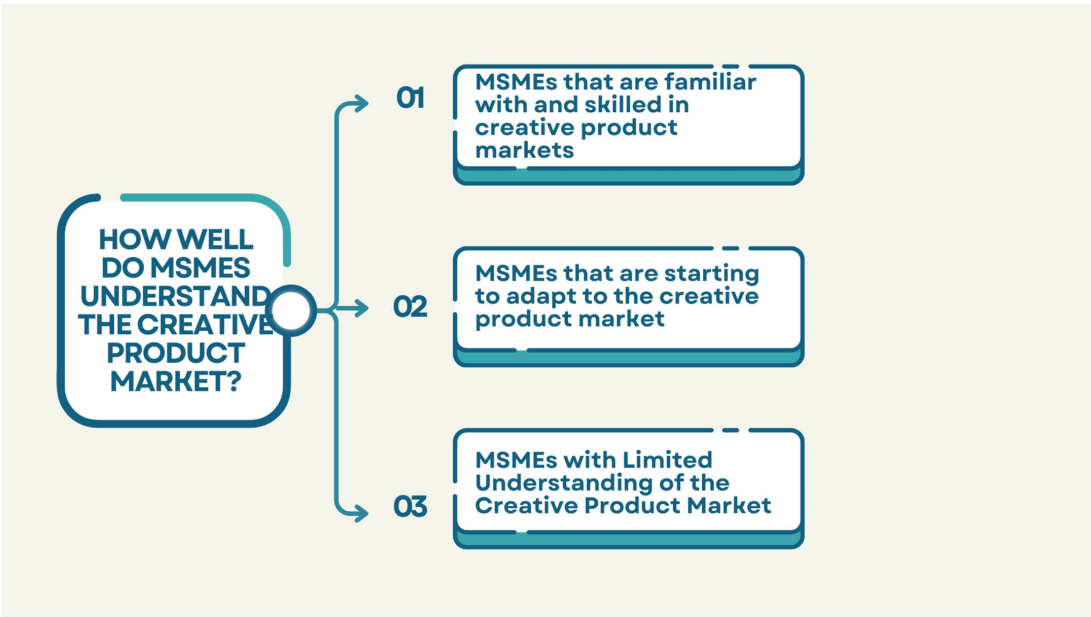 HOW WELL
DO MSMES
UNDERSTAND
THE CREATIVE
PRODUCT
MARKET?
01
MSMEs that are familiar
with and skilled in
creative product
markets
02
MSMEs that are starting
to adapt to the creative
product market
03
MSMEs with Limited
Understanding of the
Creative Product Market